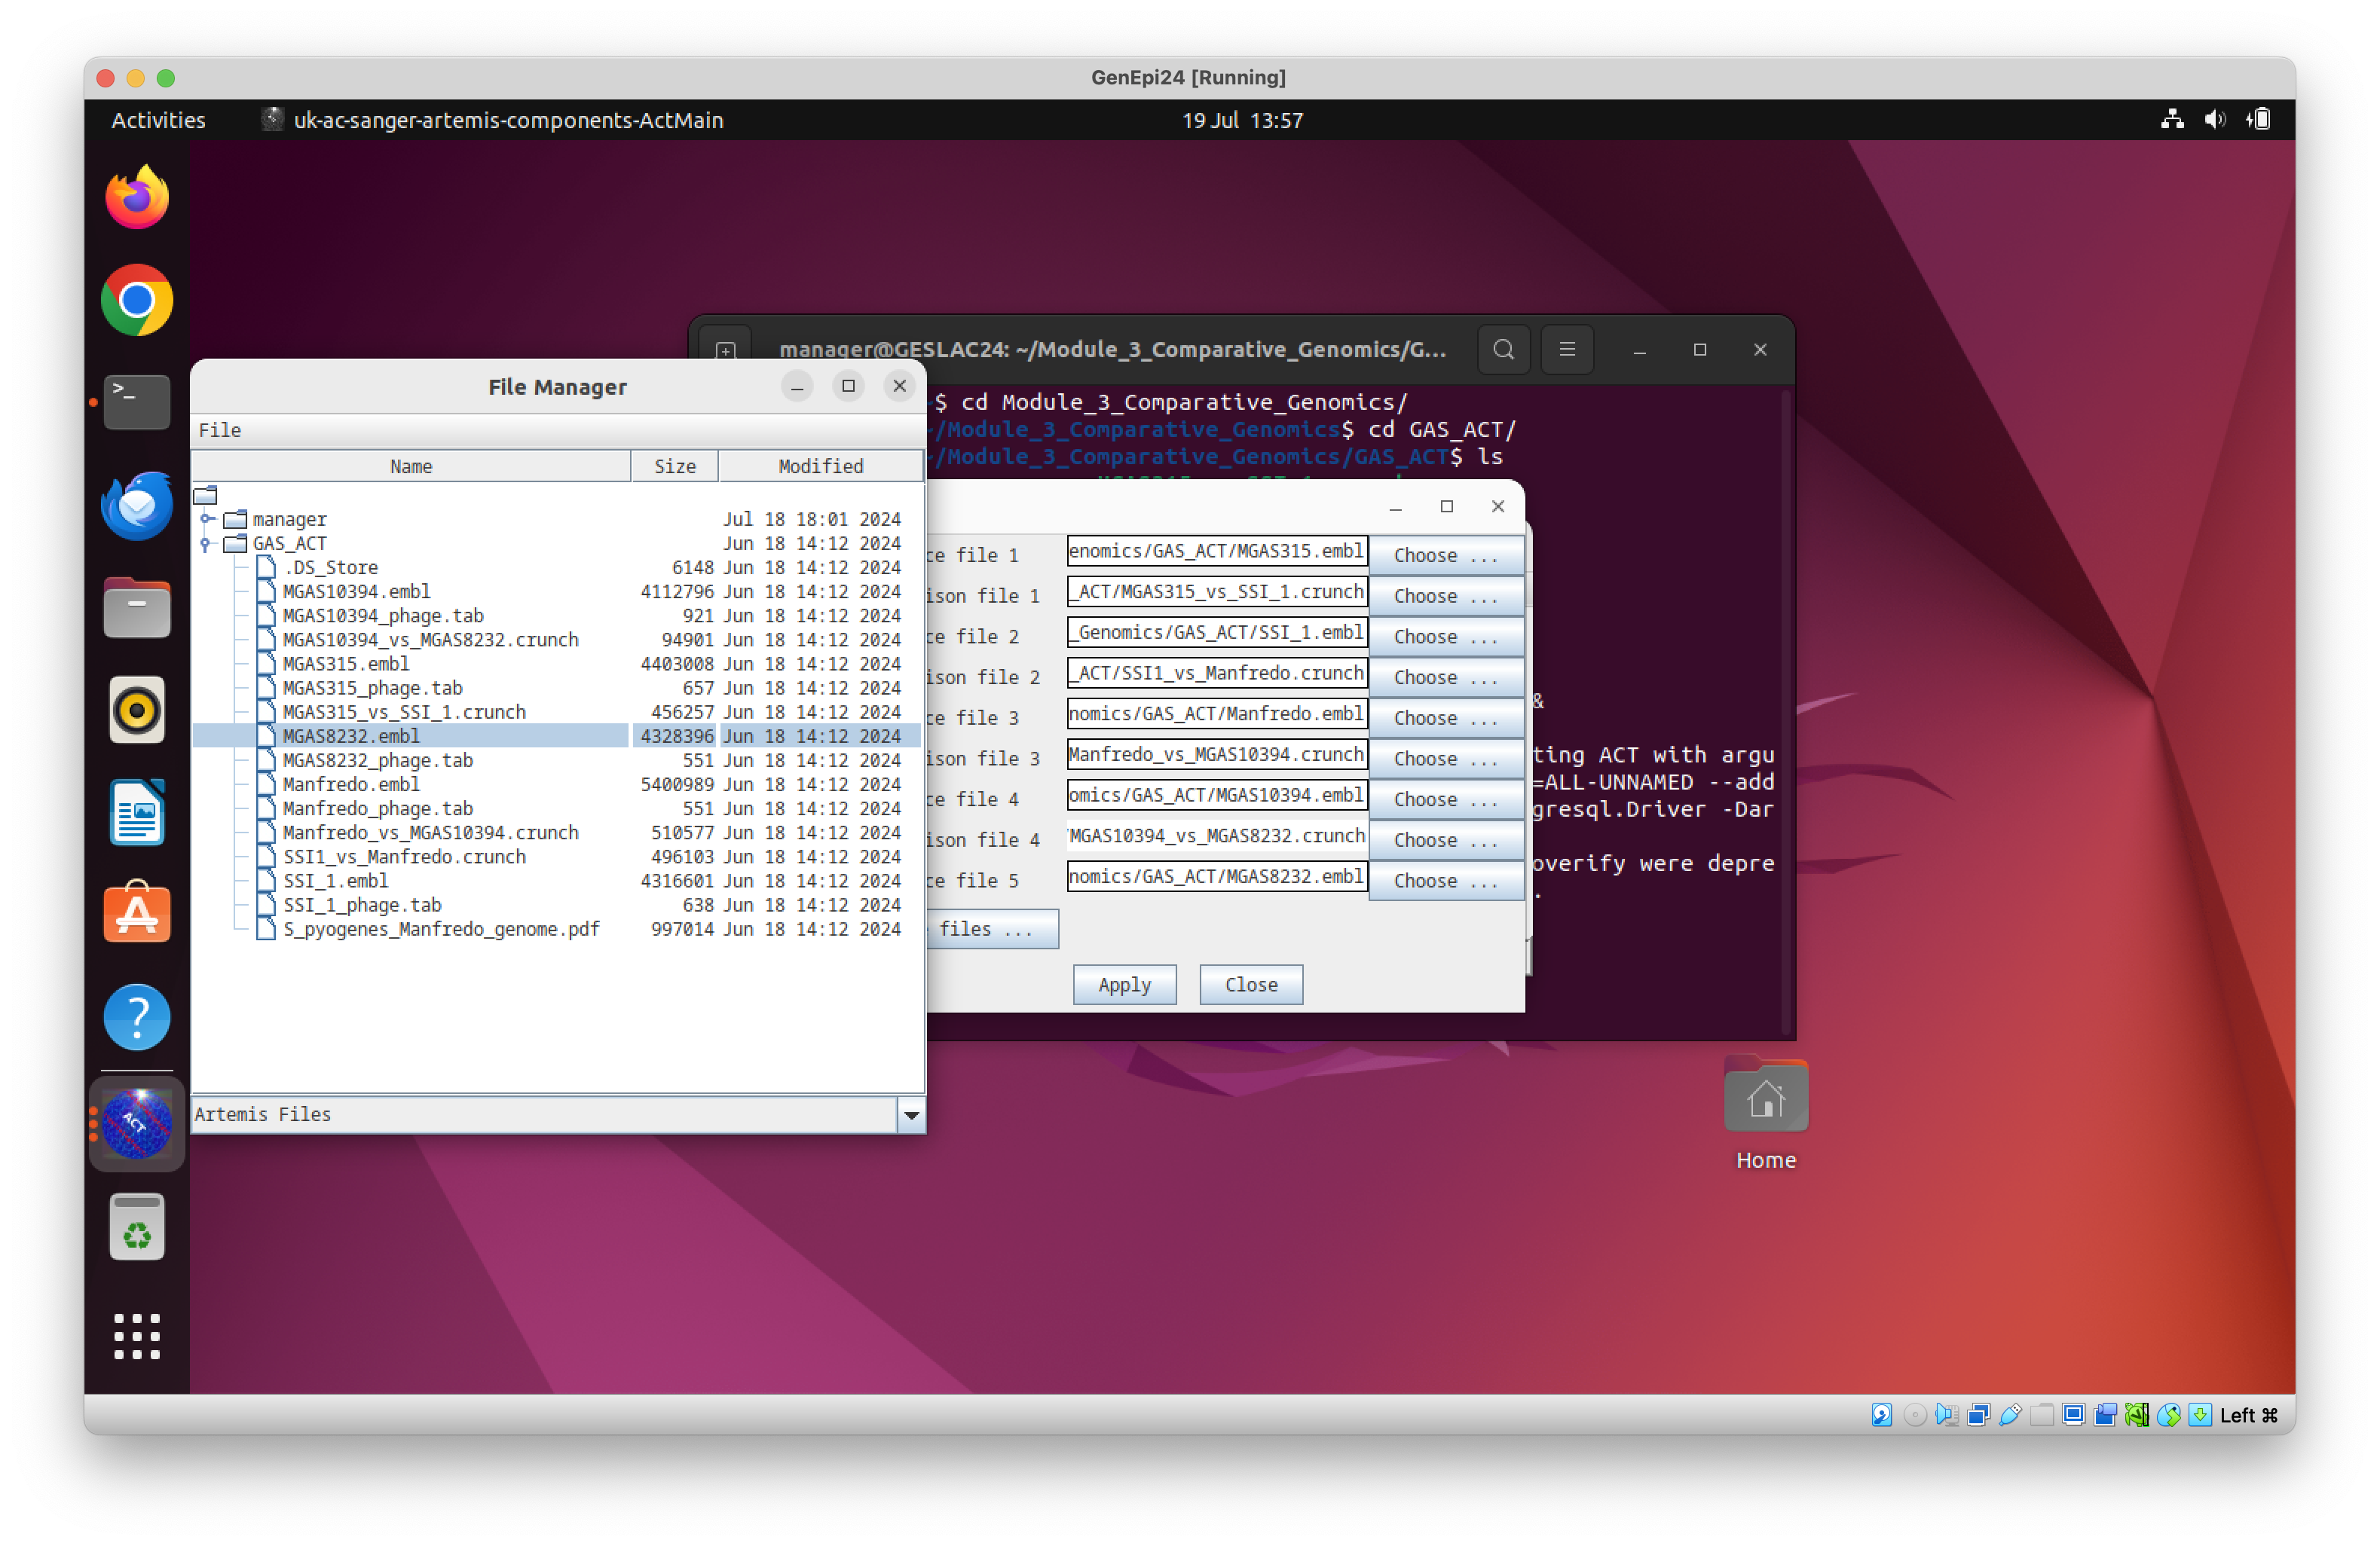 GenEpi24 [Running]
Activities
uk-ac-sanger-artemis-components-ActMain
19 Jul 13:57
manager@GESLAC24: ~/Module_3_Comparative_Genomics/G...
$ cd Module_3_Comparative_Genomics/
~/Module_3_Comparative_Genomics$ cd GAS_ACT/
~/Module_3_Comparative_Genomics/GAS_ACT$ ls
&
ting ACT with argu
=ALL-UNNAMED --add
gresql.Driver -Dar
overify were depre
.
File Manager
File
Name Size Modified
manager Jul 18 18:01 2024
GAS_ACT Jun 18 14:12 2024
.DS_Store 6148 Jun 18 14:12 2024
MGAS10394.embl 4112796 Jun 18 14:12 2024
MGAS10394_phage.tab 921 Jun 18 14:12 2024
MGAS10394_vs_MGAS8232.crunch 94901 Jun 18 14:12 2024
MGAS315.embl 4403008 Jun 18 14:12 2024
MGAS315_phage.tab 657 Jun 18 14:12 2024
MGAS315_vs_SSI_1.crunch 456257 Jun 18 14:12 2024
MGAS8232.embl 4328396 Jun 18 14:12 2024
MGAS8232_phage.tab 551 Jun 18 14:12 2024
Manfredo.embl 5400989 Jun 18 14:12 2024
Manfredo_phage.tab 551 Jun 18 14:12 2024
Manfredo_vs_MGAS10394.crunch 510577 Jun 18 14:12 2024
SSI1_vs_Manfredo.crunch 496103 Jun 18 14:12 2024
SSI_1.embl 4316601 Jun 18 14:12 2024
SSI_1_phage.tab 638 Jun 18 14:12 2024
S_pyogenes_Manfredo_genome.pdf 997014 Jun 18 14:12 2024
Artemis Files
ce file 1 enomics/GAS_ACT/MGAS315.embl Choose ...
ison file 1 _ACT/MGAS315_vs_SSI_1.crunch Choose ...
ce file 2 _Genomics/GAS_ACT/SSI_1.embl Choose ...
ison file 2 _ACT/SSI1_vs_Manfredo.crunch Choose ...
ce file 3 nomics/GAS_ACT/Manfredo.embl Choose ...
ison file 3 Manfredo_vs_MGAS10394.crunch Choose ...
ce file 4 omics/GAS_ACT/MGAS10394.embl Choose ...
ison file 4 MGAS10394_vs_MGAS8232.crunch Choose ...
ce file 5 nomics/GAS_ACT/MGAS8232.embl Choose ...
files ...
Apply Close
ACT
Home
Left ⌘